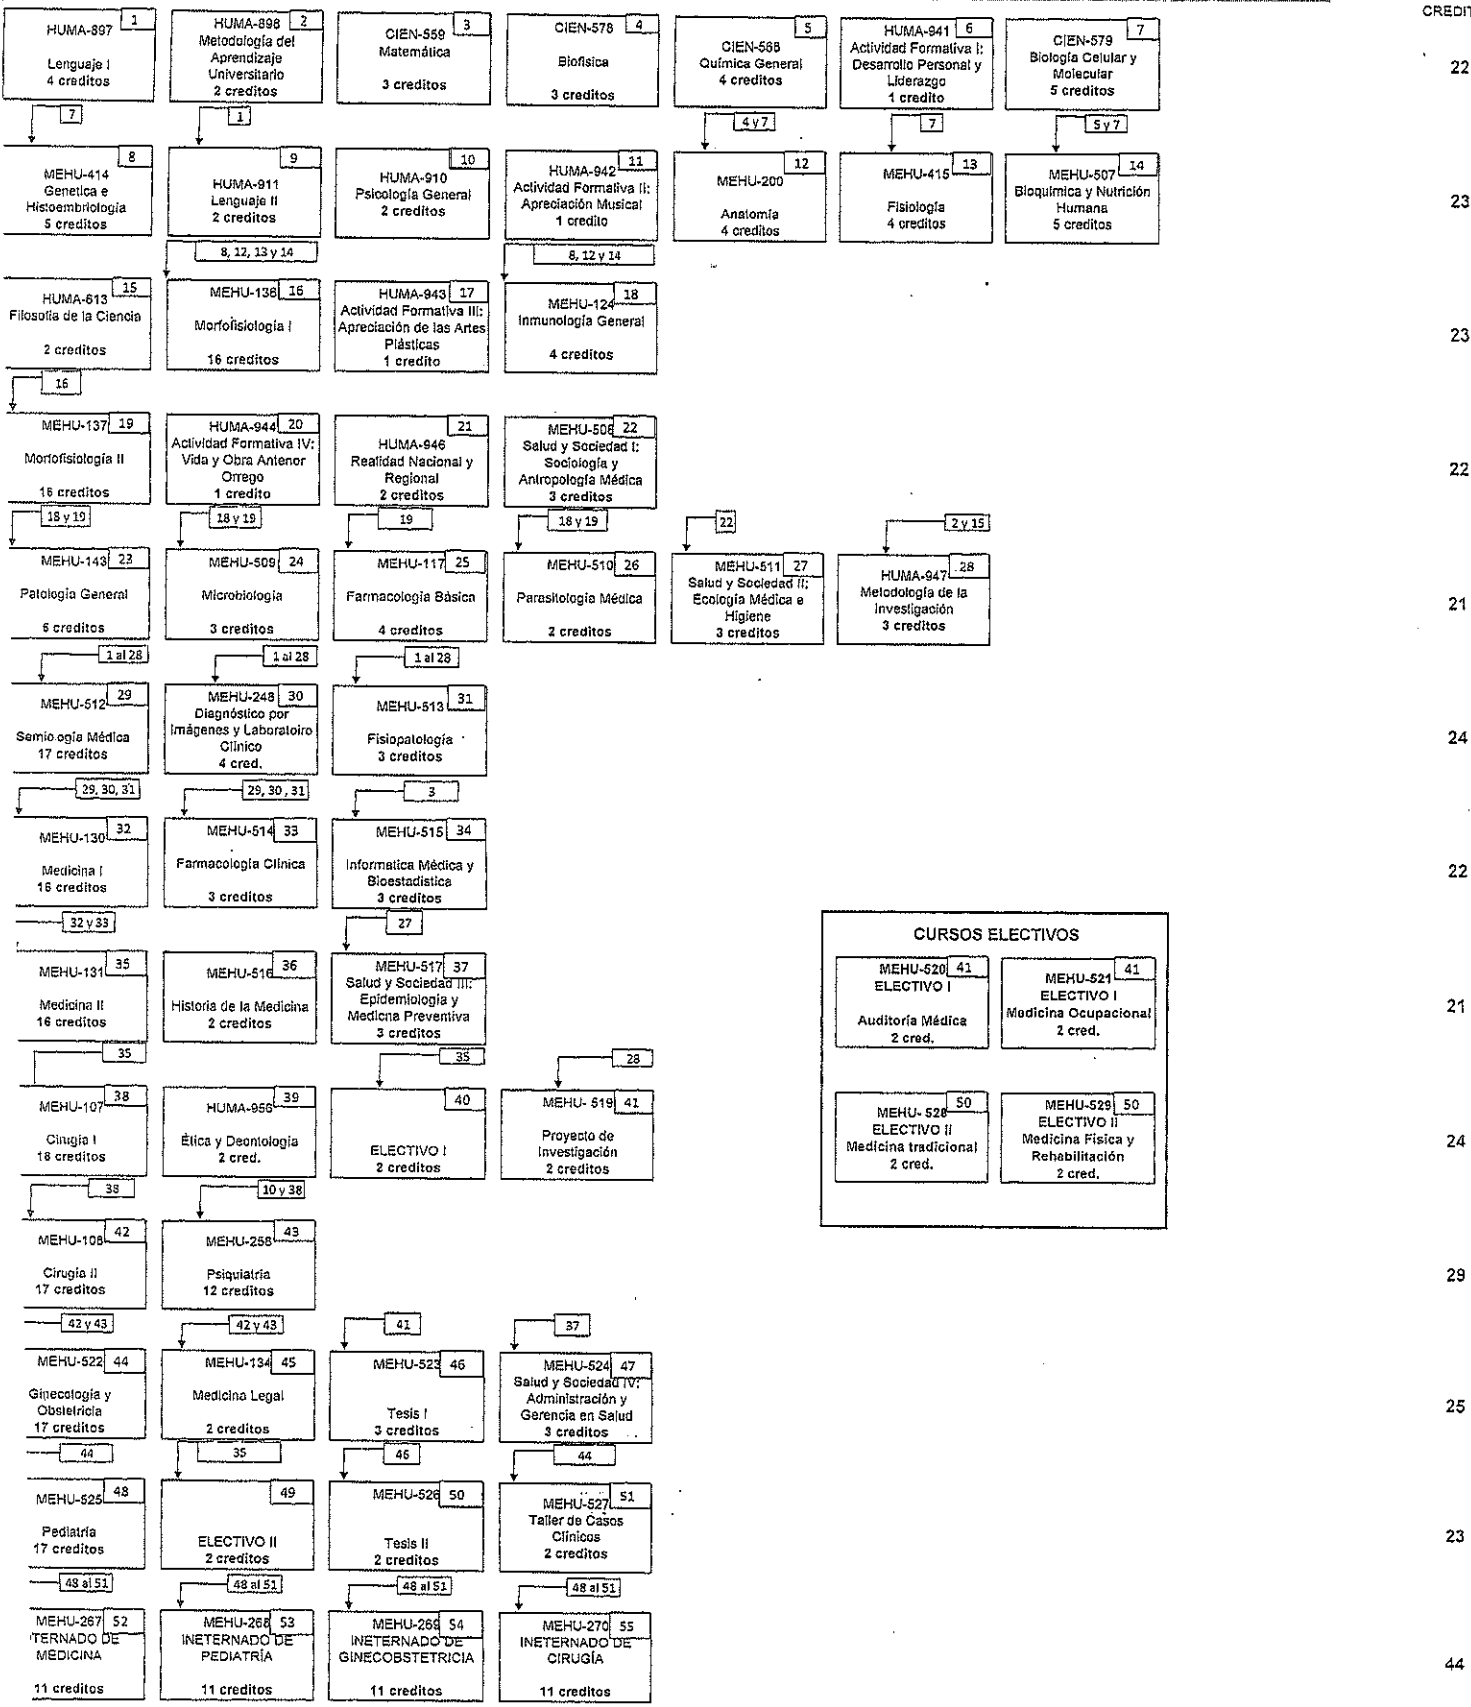 CREDIT
HUMA-897 1
Lenguaje I
4 creditos
HUMA-898 2
Metodología del
Aprendizaje
Universitario
2 creditos
CIEN-559 3
Matemática
3 creditos
CIEN-578 4
Biofisica
3 creditos
CIEN-568 5
Química General
4 creditos
HUMA-941 6
Actividad Formativa I:
Desarrollo Personal y
Liderazgo
1 credito
CIEN-579 7
Biología Celular y
Molecular
5 creditos
22
7
1
4 y 7
7
5 y 7
MEHU-414 8
Genetica e
Histoembriología
5 creditos
HUMA-911 9
Lenguaje II
2 creditos
HUMA-910 10
Psicología General
2 creditos
HUMA-942 11
Actividad Formativa II:
Apreciación Musical
1 credito
MEHU-200 12
Anatomía
4 creditos
MEHU-415 13
Fisiología
4 creditos
MEHU-507 14
Bioquímica y Nutrición
Humana
5 creditos
23
8, 12, 13 y 14
8, 12 y 14
HUMA-613 15
Filosofía de la Ciencia
2 creditos
MEHU-136 16
Morfofisiología I
16 creditos
HUMA-943 17
Actividad Formativa III:
Apreciación de las Artes
Plásticas
1 credito
MEHU-124 18
Inmunología General
4 creditos
23
16
MEHU-137 19
Morfofisiología II
16 creditos
HUMA-944 20
Actividad Formativa IV:
Vida y Obra Antenor
Orrego
1 credito
HUMA-946 21
Realidad Nacional y
Regional
2 creditos
MEHU-508 22
Salud y Sociedad I:
Sociología y
Antropología Médica
3 creditos
22
18 y 19
18 y 19
19
18 y 19
22
2 y 15
MEHU-143 23
Patología General
6 creditos
MEHU-509 24
Microbiología
3 creditos
MEHU-117 25
Farmacología Básica
4 creditos
MEHU-510 26
Parasitología Médica
2 creditos
MEHU-511 27
Salud y Sociedad II:
Ecología Médica e
Higiene
3 creditos
HUMA-947 28
Metodología de la
Investigación
3 creditos
21
1 al 28
1 al 28
1 al 28
MEHU-512 29
Semiología Médica
17 creditos
MEHU-248 30
Diagnóstico por
Imágenes y Laboratoiro
Clínico
4 cred.
MEHU-513 31
Fisiopatología
3 creditos
24
29, 30, 31
29, 30, 31
3
MEHU-130 32
Medicina I
16 creditos
MEHU-514 33
Farmacología Clínica
3 creditos
MEHU-515 34
Informatica Médica y
Bioestadística
3 creditos
22
32 y 33
27
MEHU-131 35
Medicina II
16 creditos
MEHU-516 36
Historia de la Medicina
2 creditos
MEHU-517 37
Salud y Sociedad III:
Epidemiología y
Medicna Preventiva
3 creditos
21
CURSOS ELECTIVOS
MEHU-520 41
ELECTIVO I
Auditoría Médica
2 cred.
MEHU-521 41
ELECTIVO I
Medicina Ocupacional
2 cred.
MEHU- 528 50
ELECTIVO II
Medicina tradicional
2 cred.
MEHU-529 50
ELECTIVO II
Medicina Física y
Rehabilitación
2 cred.
35
35
28
MEHU-107 38
Cirugía I
18 creditos
HUMA-956 39
Ética y Deontología
2 cred.
40
ELECTIVO I
2 creditos
MEHU- 519 41
Proyecto de
Investigación
2 creditos
24
38
10 y 38
MEHU-108 42
Cirugía II
17 creditos
MEHU-258 43
Psiquiatría
12 creditos
29
42 y 43
42 y 43
41
37
MEHU-522 44
Ginecología y
Obstetricia
17 creditos
MEHU-134 45
Medicina Legal
2 creditos
MEHU-523 46
Tesis I
3 creditos
MEHU-524 47
Salud y Sociedad IV:
Administración y
Gerencia en Salud
3 creditos
25
44
35
46
44
MEHU-525 48
Pediatría
17 creditos
49
ELECTIVO II
2 creditos
MEHU-526 50
Tesis II
2 creditos
MEHU-527 51
Taller de Casos
Clínicos
2 creditos
23
48 al 51
48 al 51
48 al 51
48 al 51
MEHU-267 52
TERNADO DE
MEDICINA
11 creditos
MEHU-268 53
INETERNADO DE
PEDIATRÍA
11 creditos
MEHU-269 54
INETERNADO DE
GINECOBSTETRICIA
11 creditos
MEHU-270 55
INETERNADO DE
CIRUGÍA
11 creditos
44